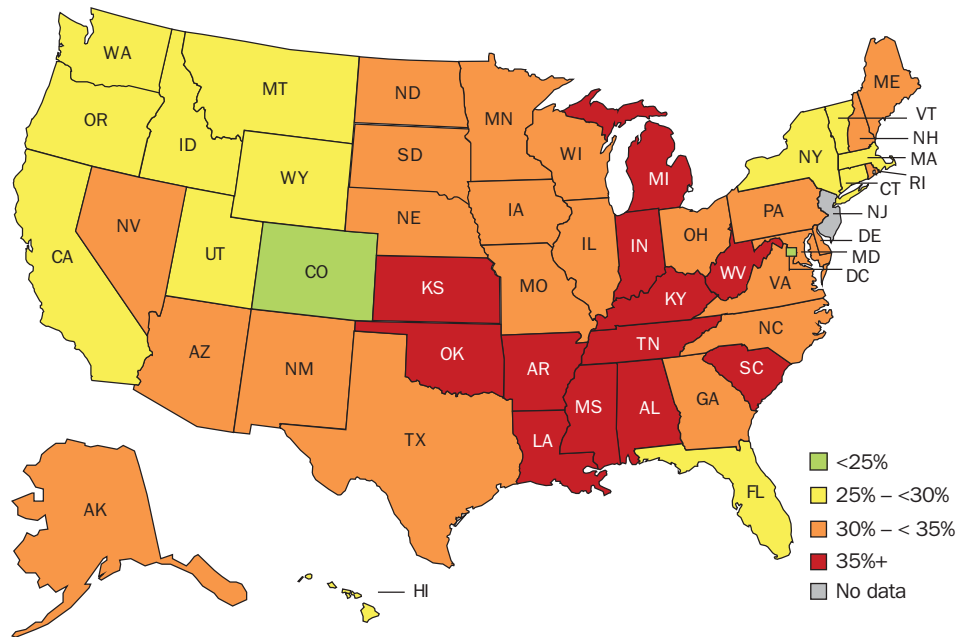 WA
MT
ND
MN
ME
VT
OR
NH
ID
SD
WI
NY
MA
WY
MI
RI
CT
NE
IA
PA
NJ
NV
OH
DE
UT
IL
IN
MD
CA
CO
WV
DC
KS
MO
VA
KY
NC
AZ
TN
NM
OK
AR
SC
MS
AL
GA
TX
LA
<25%
FL
25% – <30%
AK
30% – < 35%
35%+
HI
No data